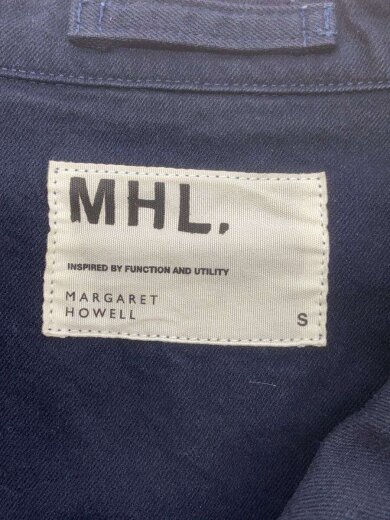 MHL.
INSPIRED BY FUNCTION AND UTILITY
MARGARET
HOWELL
S